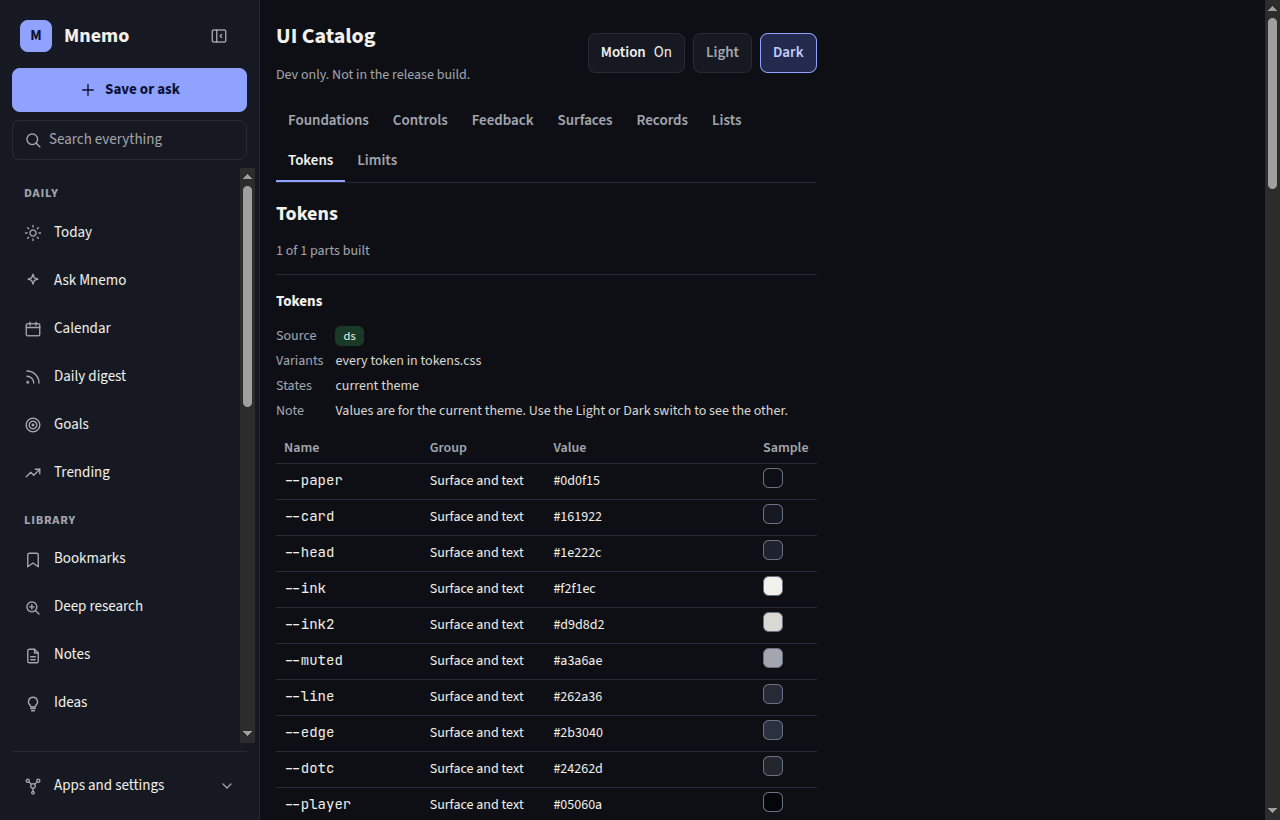 M Mnemo
Save or ask
Search everything
DAILY
Today
Ask Mnemo
Calendar
Daily digest
Goals
Trending
LIBRARY
Bookmarks
Deep research
Notes
Ideas
Apps and settings
UI Catalog
Dev only. Not in the release build.
Motion On Light Dark
Foundations Controls Feedback Surfaces Records Lists
Tokens Limits
Tokens
1 of 1 parts built
Tokens
Source ds
Variants every token in tokens.css
States current theme
Note Values are for the current theme. Use the Light or Dark switch to see the other.
Name Group Value Sample
--paper Surface and text #0d0f15
--card Surface and text #161922
--head Surface and text #1e222c
--ink Surface and text #f2f1ec
--ink2 Surface and text #d9d8d2
--muted Surface and text #a3a6ae
--line Surface and text #262a36
--edge Surface and text #2b3040
--dotc Surface and text #24262d
--player Surface and text #05060a